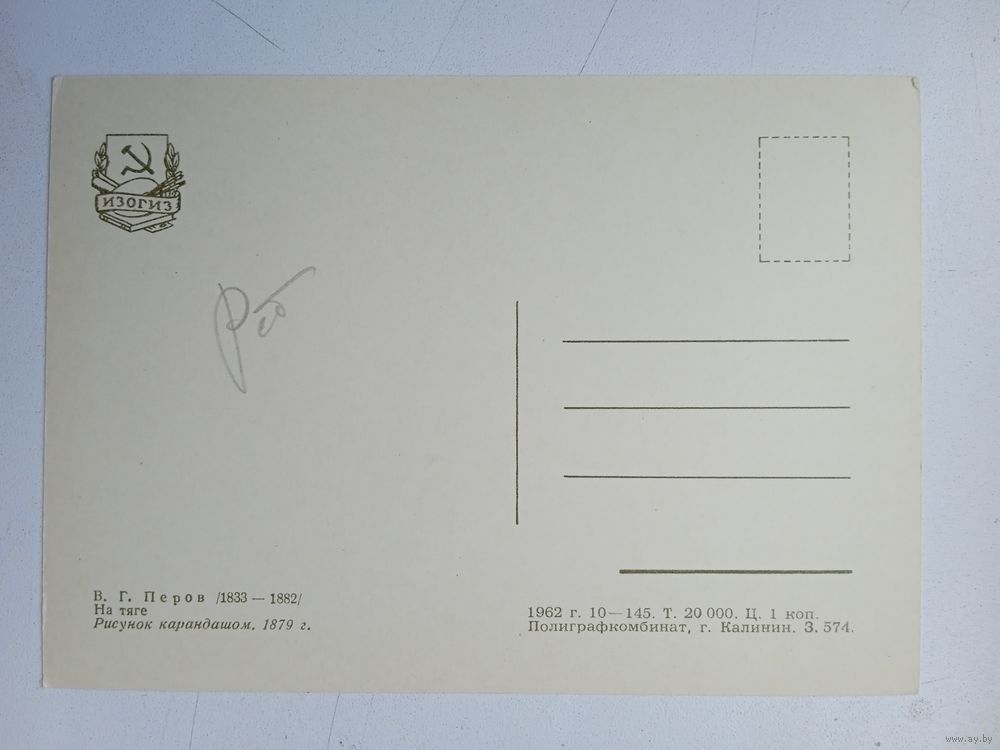 ИЗОГИЗ
В. Г. Перов /1833 — 1882/
На тяге
Рисунок карандашом. 1879 г.
1962 г. 10—145. Т. 20 000. Ц. 1 коп.
Полиграфкомбинат, г. Калинин. З. 574.
www.ay.by